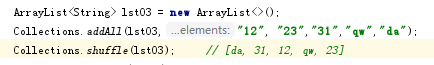 ArrayList<String> lst03 = new ArrayList<>();
Collections.addAll(lst03, ...elements: "12", "23","31","qw","da");
Collections.shuffle(lst03); // [da, 31, 12, qw, 23]